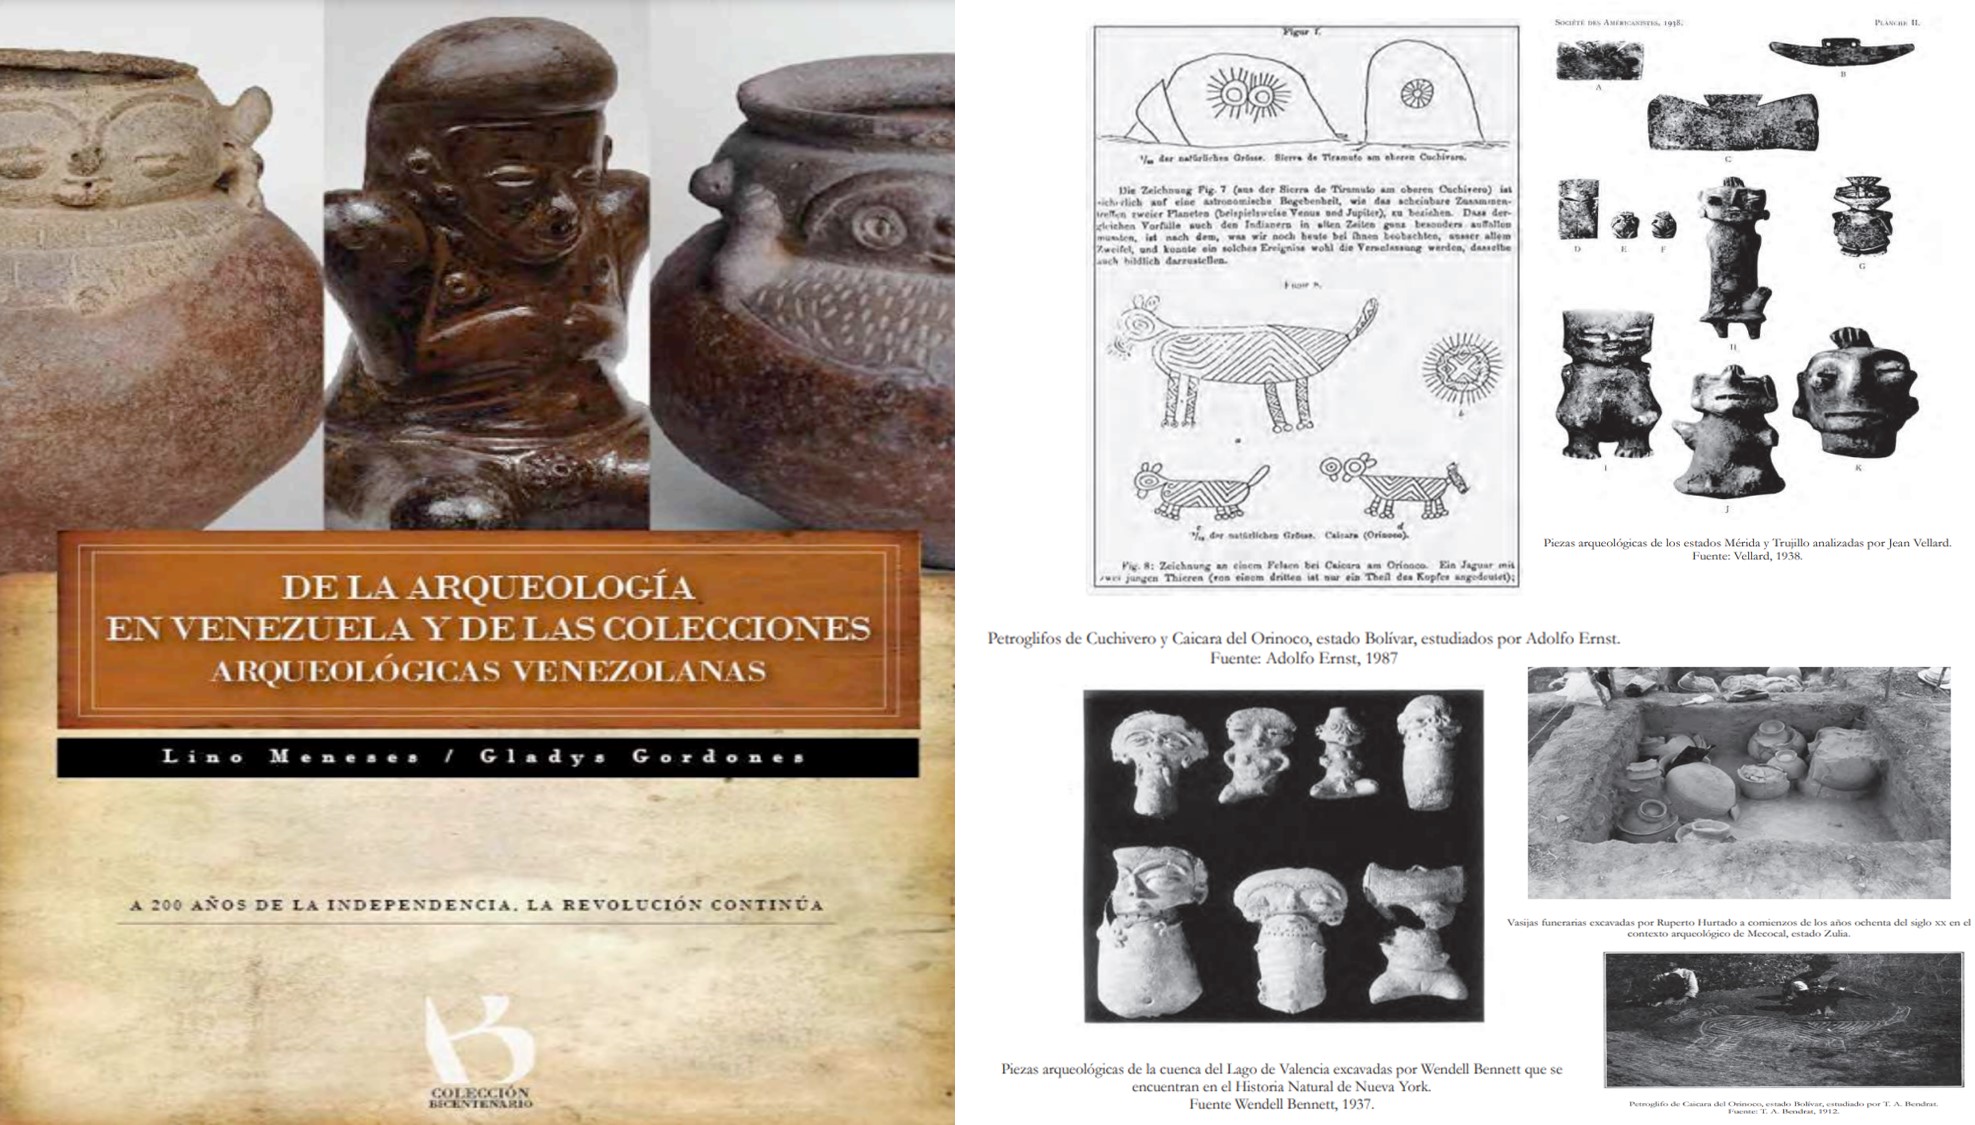 DE LA ARQUEOLOGÍA
EN VENEZUELA Y DE LAS COLECCIONES
ARQUEOLÓGICAS VENEZOLANAS
Lino Meneses / Gladys Gordones
A 200 AÑOS DE LA INDEPENDENCIA, LA REVOLUCIÓN CONTINÚA
B
COLECCIÓN
BICENTENARIO
Figur 7.
der natürlichen Grösse. Sierra de Tiramuto am oberen Cuchivero.
Die Zeichnung Fig. 7 (aus der Sierra de Tiramuto am oberen Cuchivero) ist
sicherlich auf eine astronomische Begebenheit, wie das scheinbare Zusammen-
treffen zweier Planeten (beispielsweise Venus und Jupiter), zu beziehen. Dass der-
gleichen Vorfälle auch den Indianern in alten Zeiten ganz besonders auffallen
mussten, ist nach dem, was wir noch heute bei ihnen beobachten, ausser allem
Zweifel, und konnte ein solches Ereigniss wohl die Veranlassung werden, dasselbe
auch bildlich darzustellen.
Figur 8.
b
a
c d
der natürlichen Grösse. Caicara (Orinoco).
Fig. 8: Zeichnung an einem Felsen bei Caicara am Orinoco. Ein Jaguar mit
zwei jungen Thieren (von einem dritten ist nur ein Theil des Kopfes angedeutet);
Petroglifos de Cuchivero y Caicara del Orinoco, estado Bolívar, estudiados por Adolfo Ernst.
Fuente: Adolfo Ernst, 1987
Société des Américanistes, 1938. Planche II.
A
B
C
D E F
G
H
I
J
K
Piezas arqueológicas de los estados Mérida y Trujillo analizadas por Jean Vellard.
Fuente: Vellard, 1938.
Piezas arqueológicas de la cuenca del Lago de Valencia excavadas por Wendell Bennett que se
encuentran en el Historia Natural de Nueva York.
Fuente Wendell Bennett, 1937.
Vasijas funerarias excavadas por Ruperto Hurtado a comienzos de los años ochenta del siglo xx en el
contexto arqueológico de Mecocal, estado Zulia.
Petroglifo de Caicara del Orinoco, estado Bolívar, estudiado por T. A. Bendrat.
Fuente: T. A. Bendrat, 1912.